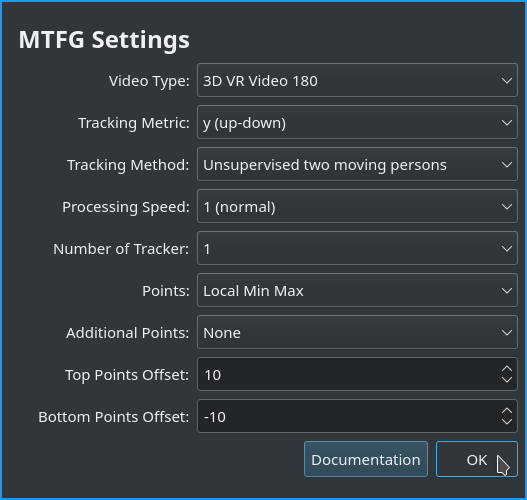 MTFG Settings
Video Type: 3D VR Video 180
Tracking Metric: y (up-down)
Tracking Method: Unsupervised two moving persons
Processing Speed: 1 (normal)
Number of Tracker: 1
Points: Local Min Max
Additional Points: None
Top Points Offset: 10
Bottom Points Offset: -10
Documentation OK